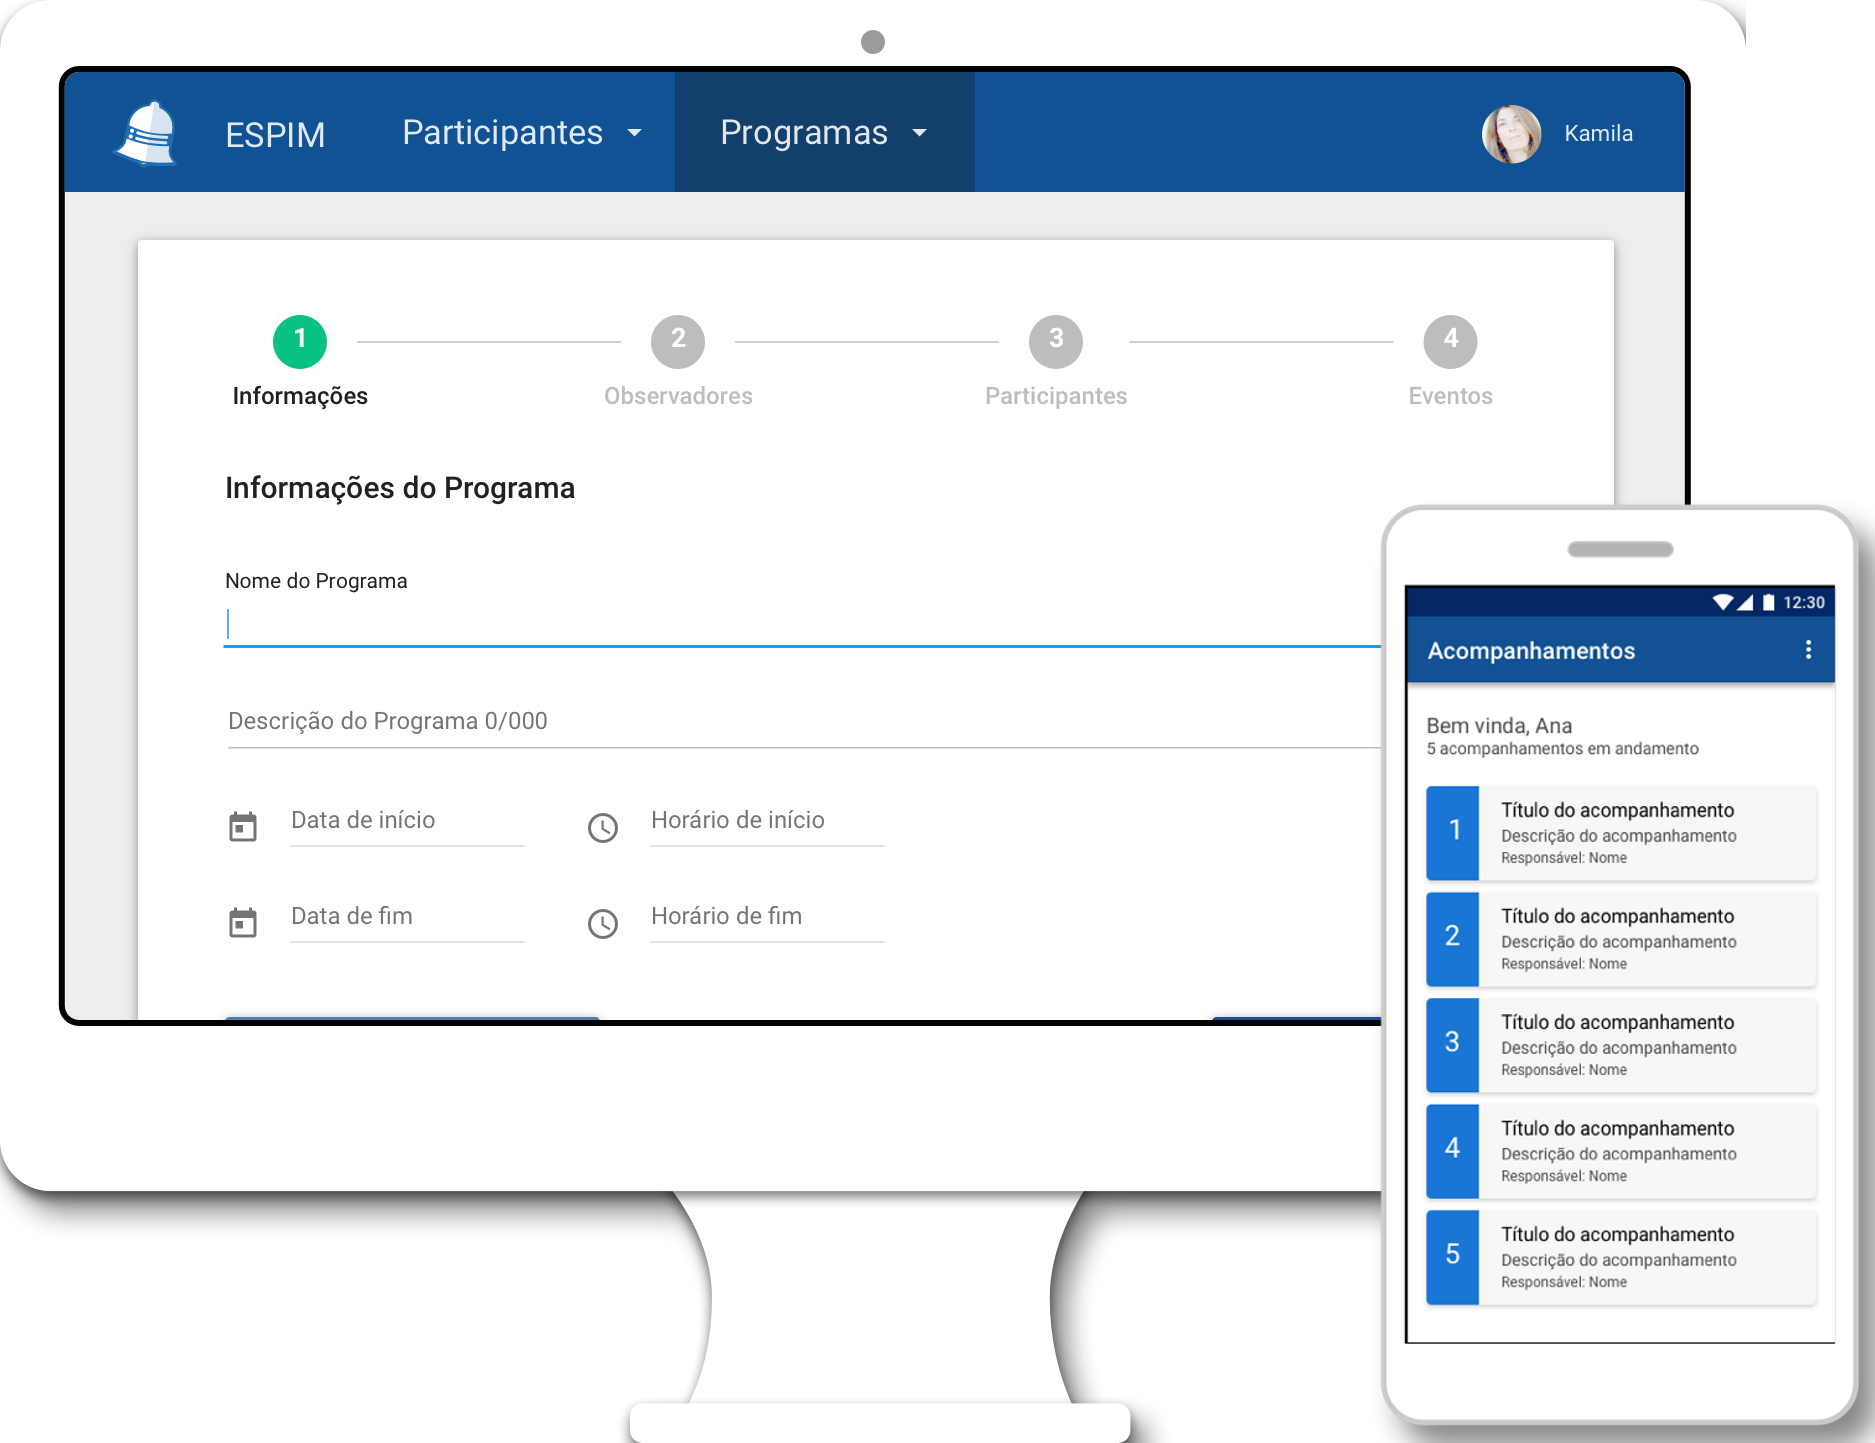 ESPIM Participantes Programas Kamila
1 2 3 4
Informações Observadores Participantes Eventos
Informações do Programa
Nome do Programa
Descrição do Programa 0/000
Data de início Horário de início
Data de fim Horário de fim
12:30
Acompanhamentos
Bem vinda, Ana
5 acompanhamentos em andamento
1
Título do acompanhamento
Descrição do acompanhamento
Responsável: Nome
2
Título do acompanhamento
Descrição do acompanhamento
Responsável: Nome
3
Título do acompanhamento
Descrição do acompanhamento
Responsável: Nome
4
Título do acompanhamento
Descrição do acompanhamento
Responsável: Nome
5
Título do acompanhamento
Descrição do acompanhamento
Responsável: Nome